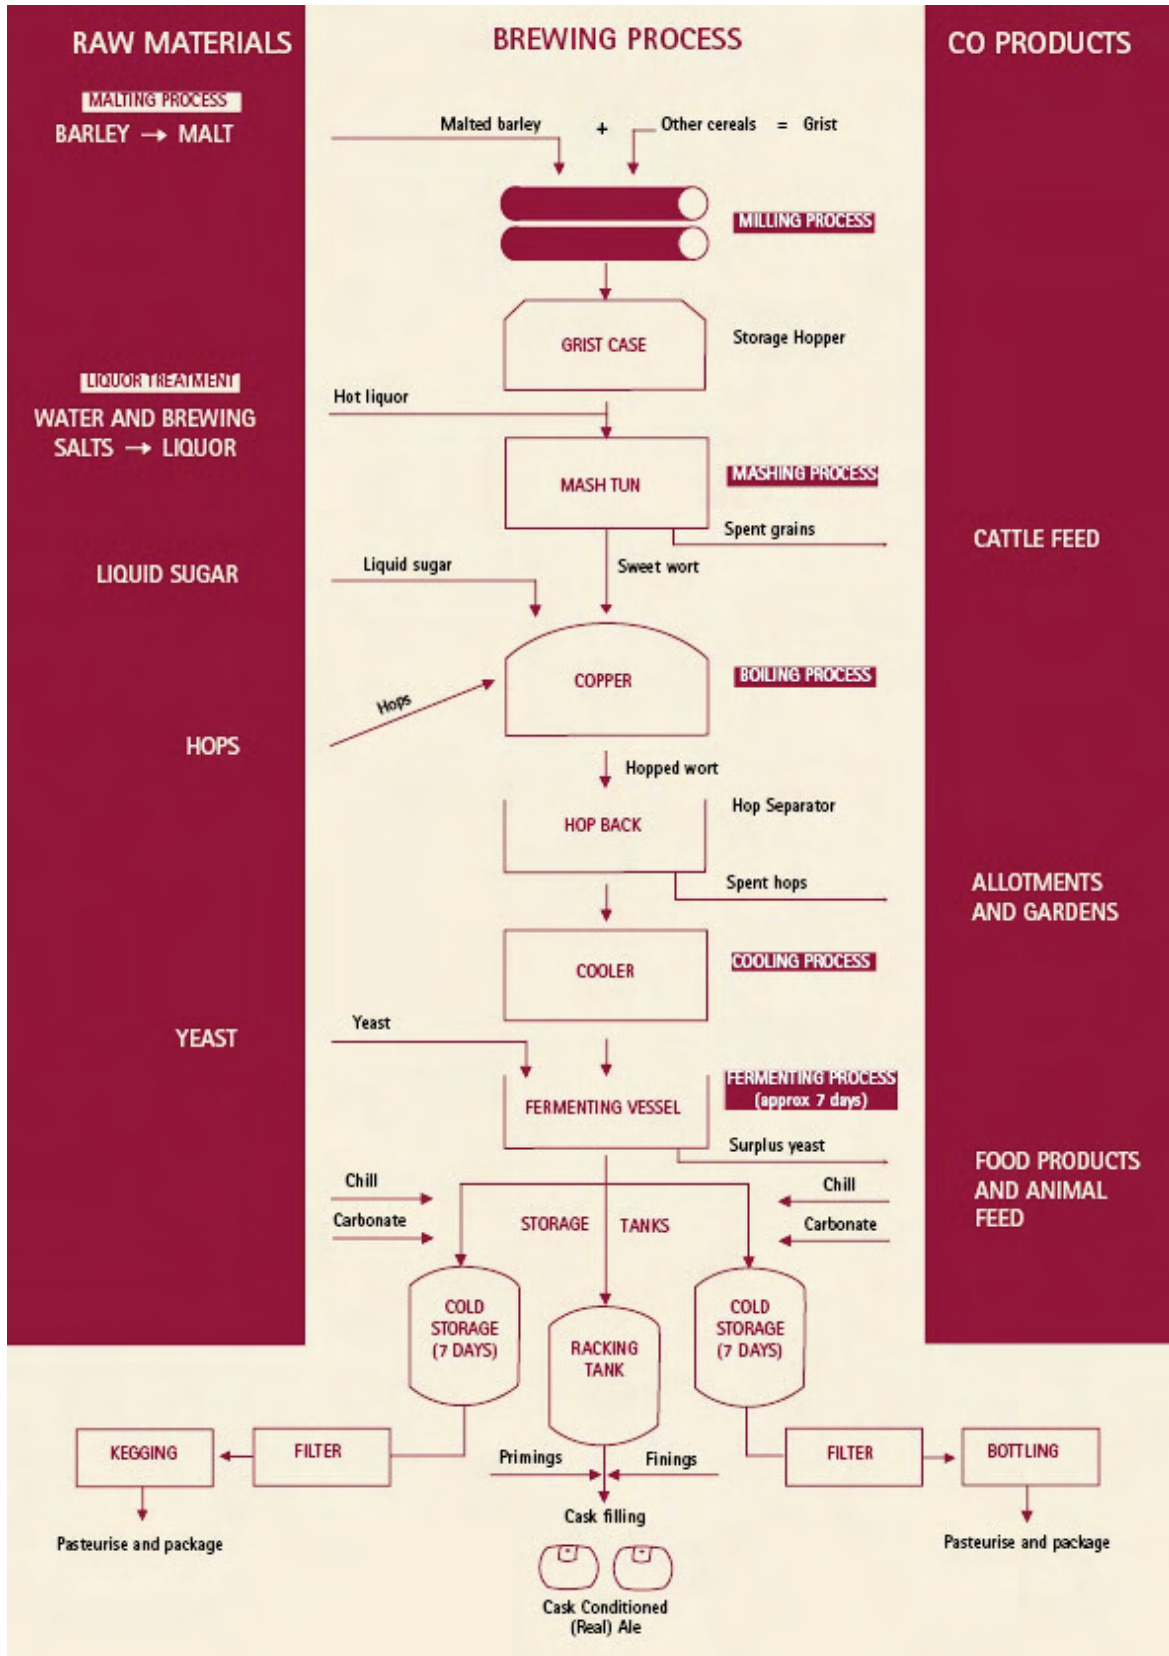 RAW MATERIALS
BREWING PROCESS
CO PRODUCTS
MALTING PROCESS
BARLEY → MALT
Malted barley + Other cereals = Grist
MILLING PROCESS
GRIST CASE
Storage Hopper
LIQUOR TREATMENT
WATER AND BREWING
SALTS → LIQUOR
Hot liquor
MASH TUN
MASHING PROCESS
Spent grains
CATTLE FEED
LIQUID SUGAR
Liquid sugar
Sweet wort
COPPER
BOILING PROCESS
HOPS
Hops
Hopped wort
HOP BACK
Hop Separator
Spent hops
ALLOTMENTS
AND GARDENS
COOLER
COOLING PROCESS
YEAST
Yeast
FERMENTING VESSEL
FERMENTING PROCESS
(approx 7 days)
Surplus yeast
FOOD PRODUCTS
AND ANIMAL
FEED
Chill
Carbonate
STORAGE TANKS
Chill
Carbonate
COLD
STORAGE
(7 DAYS)
RACKING
TANK
COLD
STORAGE
(7 DAYS)
KEGGING
FILTER
Primings
Finings
FILTER
BOTTLING
Pasteurise and package
Cask filling
Pasteurise and package
Cask Conditioned
(Real) Ale